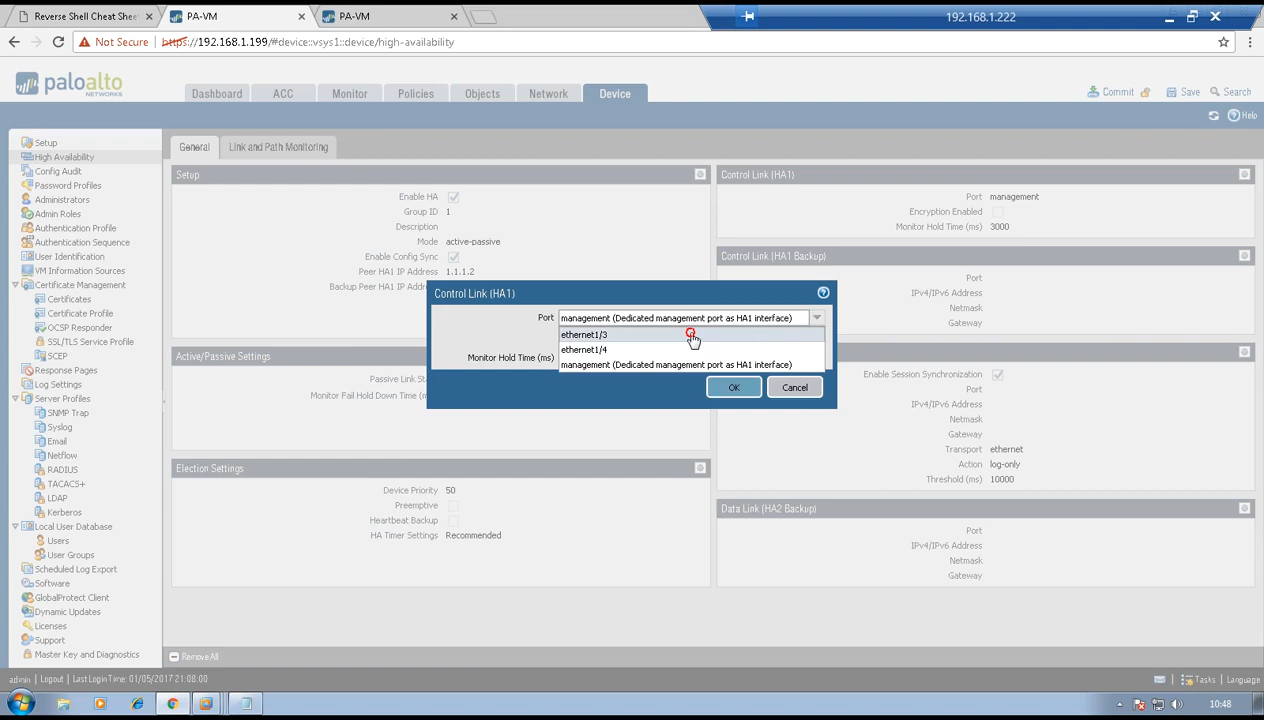 Reverse Shell Cheat Shee
PA-VM
PA-VM
192.168.1.222
Not Secure
https://192.168.1.199/#device::vsys1::device/high-availability
paloalto
NETWORKS
Dashboard
ACC
Monitor
Policies
Objects
Network
Device
Commit
Save
Search
Help
Setup
High Availability
Config Audit
Password Profiles
Administrators
Admin Roles
Authentication Profile
Authentication Sequence
User Identification
VM Information Sources
Certificate Management
Certificates
Certificate Profile
OCSP Responder
SSL/TLS Service Profile
SCEP
Response Pages
Log Settings
Server Profiles
SNMP Trap
Syslog
Email
Netflow
RADIUS
TACACS+
LDAP
Kerberos
Local User Database
Users
User Groups
Scheduled Log Export
Software
GlobalProtect Client
Dynamic Updates
Licenses
Support
Master Key and Diagnostics
General
Link and Path Monitoring
Setup
Enable HA
Group ID 1
Description
Mode active-passive
Enable Config Sync
Peer HA1 IP Address 1.1.1.2
Backup Peer HA1 IP Addr
Active/Passive Settings
Passive Link St
Monitor Fail Hold Down Time (m
Election Settings
Device Priority 50
Preemptive
Heartbeat Backup
HA Timer Settings Recommended
Control Link (HA1)
Port management
Encryption Enabled
Monitor Hold Time (ms) 3000
Control Link (HA1 Backup)
Port
IPv4/IPv6 Address
Netmask
Gateway
Enable Session Synchronization
Port
IPv4/IPv6 Address
Netmask
Gateway
Transport ethernet
Action log-only
Threshold (ms) 10000
Data Link (HA2 Backup)
Port
IPv4/IPv6 Address
Netmask
Gateway
Control Link (HA1)
Port management (Dedicated management port as HA1 interface)
ethernet1/3
ethernet1/4
Monitor Hold Time (ms)
management (Dedicated management port as HA1 interface)
OK
Cancel
Remove All
admin | Logout | Last Login Time: 01/05/2017 21:08:00
Tasks | Language
10:48